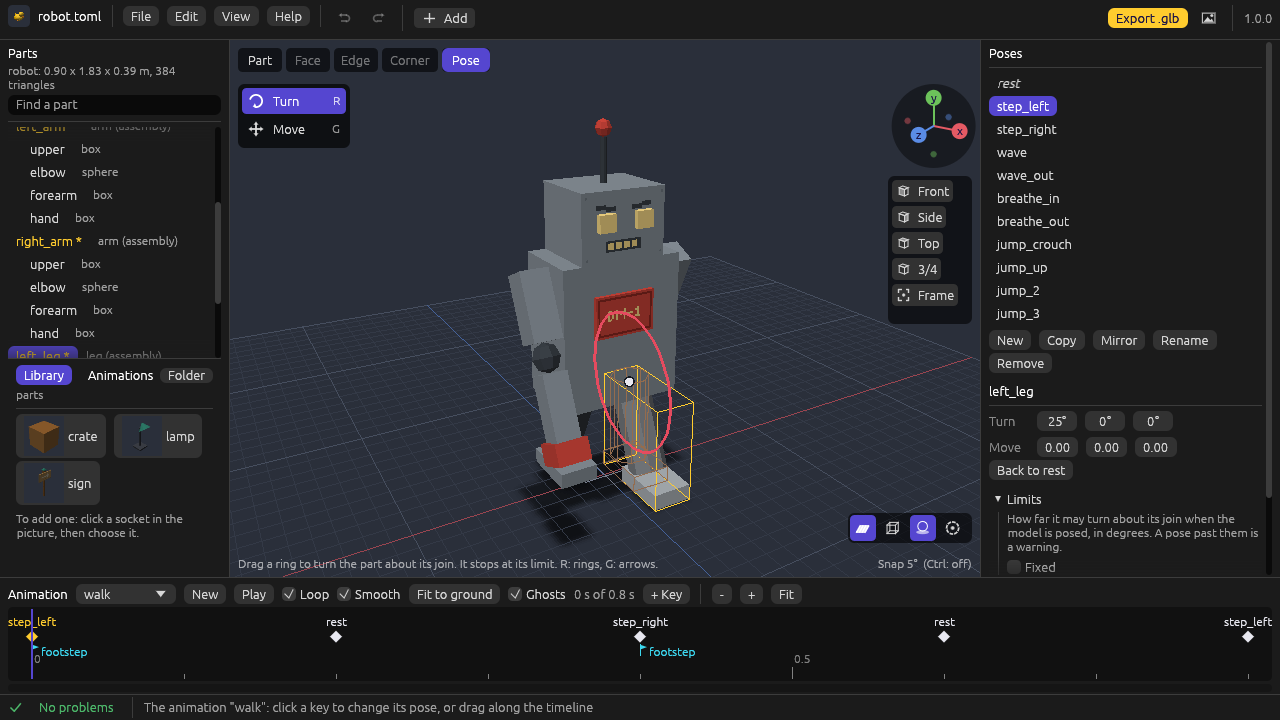 robot.toml File Edit View Help + Add Export .glb 1.0.0
Parts
robot: 0.90 x 1.83 x 0.39 m, 384
triangles
Find a part
left_arm arm (assembly)
upper box
elbow sphere
forearm box
hand box
right_arm * arm (assembly)
upper box
elbow sphere
forearm box
hand box
left_leg * leg (assembly)
Library Animations Folder
parts
crate lamp
sign
To add one: click a socket in the
picture, then choose it.
Part Face Edge Corner Pose
Turn R
Move G
y
z x
Front
Side
Top
3/4
Frame
Drag a ring to turn the part about its join. It stops at its limit. R: rings, G: arrows. Snap 5° (Ctrl: off)
Poses
rest
step_left
step_right
wave
wave_out
breathe_in
breathe_out
jump_crouch
jump_up
jump_2
jump_3
New Copy Mirror Rename
Remove
left_leg
Turn 25° 0° 0°
Move 0.00 0.00 0.00
Back to rest
Limits
How far it may turn about its join when the
model is posed, in degrees. A pose past them is
a warning.
Fixed
Animation walk New Play Loop Smooth Fit to ground Ghosts 0 s of 0.8 s +Key - + Fit
step_left rest step_right rest step_left
footstep footstep
0 0.5
No problems The animation "walk": click a key to change its pose, or drag along the timeline